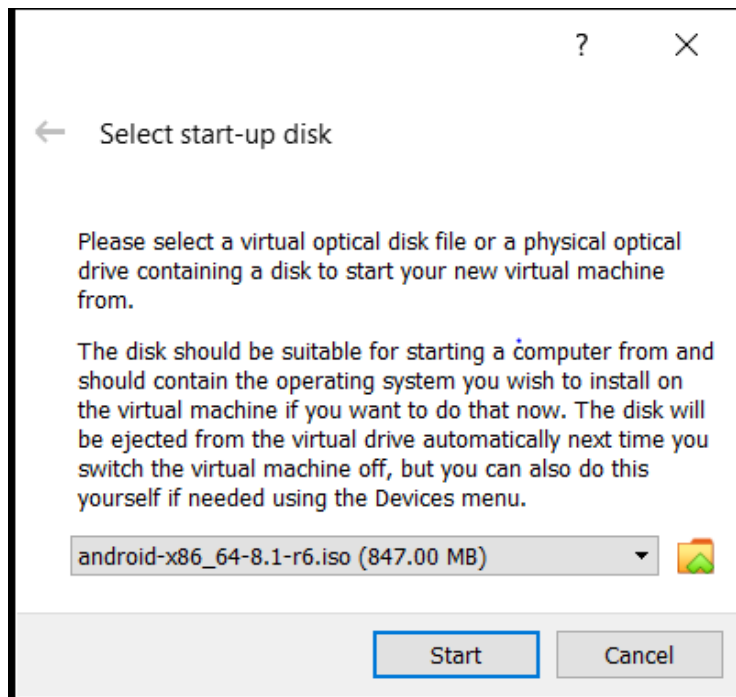 ?
Select start-up disk
Please select a virtual optical disk file or a physical optical
drive containing a disk to start your new virtual machine
from.
The disk should be suitable for starting a computer from and
should contain the operating system you wish to install on
the virtual machine if you want to do that now. The disk will
be ejected from the virtual drive automatically next time you
switch the virtual machine off, but you can also do this
yourself if needed using the Devices menu.
android-x86_64-8.1-r6.iso (847.00 MB)
Start Cancel